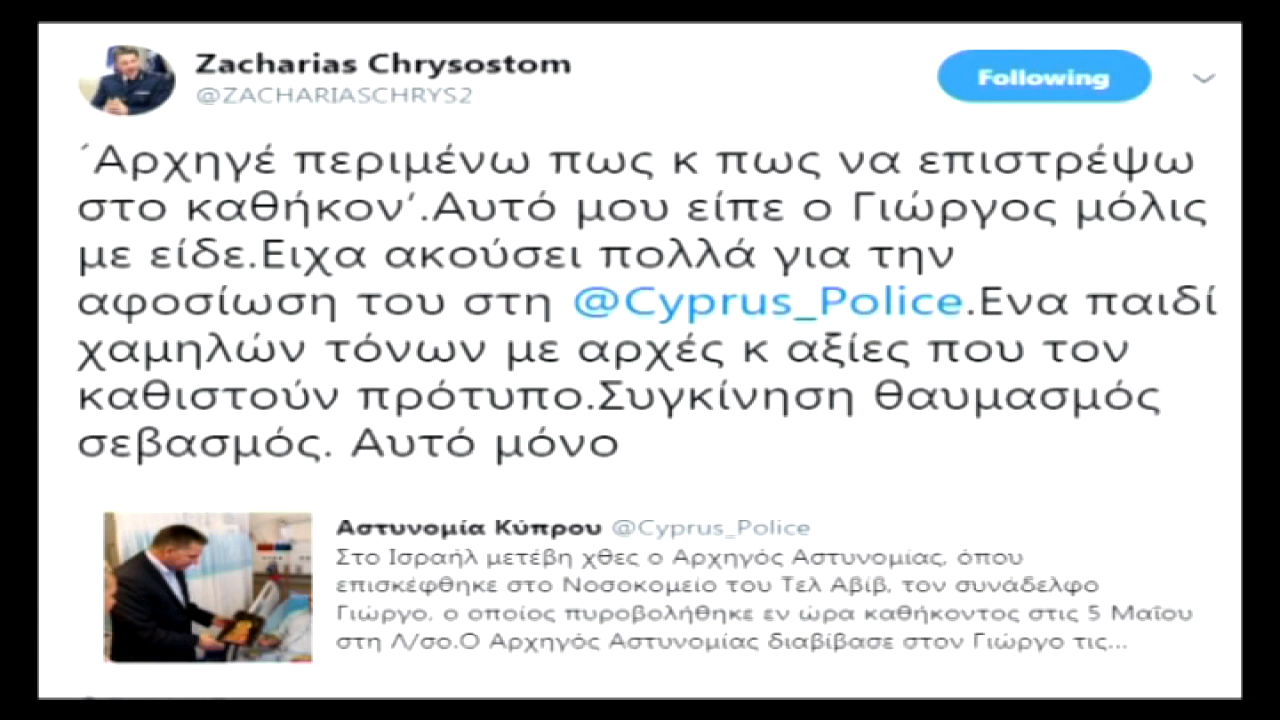 Zacharias Chrysostom
@ZACHARIASCHRYS2
Following
΄Αρχηγέ περιμένω πως κ πως να επιστρέψω
στο καθήκον'.Αυτό μου είπε ο Γιώργος μόλις
με είδε.Ειχα ακούσει πολλά για την
αφοσίωση του στη @Cyprus_Police.Ενα παιδί
χαμηλών τόνων με αρχές κ αξίες που τον
καθιστούν πρότυπο.Συγκίνηση θαυμασμός
σεβασμός. Αυτό μόνο
Αστυνομία Κύπρου @Cyprus_Police
Στο Ισραήλ μετέβη χθες ο Αρχηγός Αστυνομίας, όπου
επισκέφθηκε στο Νοσοκομείο του Τελ Αβίβ, τον συνάδελφο
Γιώργο, ο οποίος πυροβολήθηκε εν ώρα καθήκοντος στις 5 Μαΐου
στη Λ/σο.Ο Αρχηγός Αστυνομίας διαβίβασε στον Γιώργο τις...